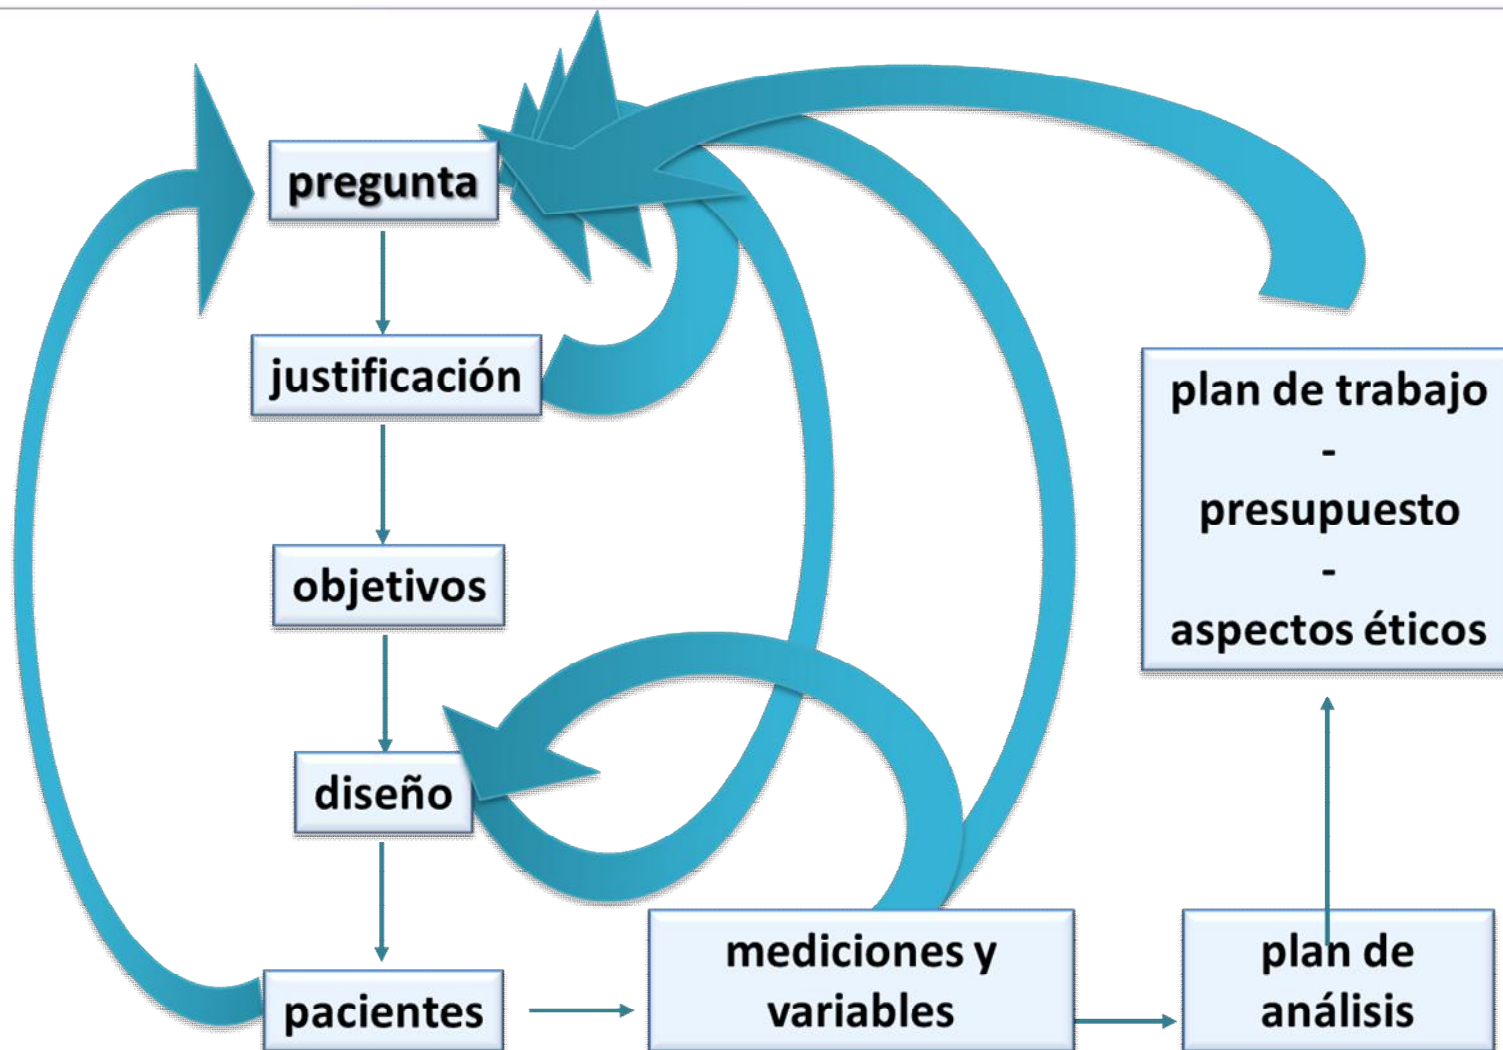 pregunta
justificación
objetivos
diseño
pacientes
mediciones y
variables
plan de
análisis
plan de trabajo
-
presupuesto
-
aspectos éticos